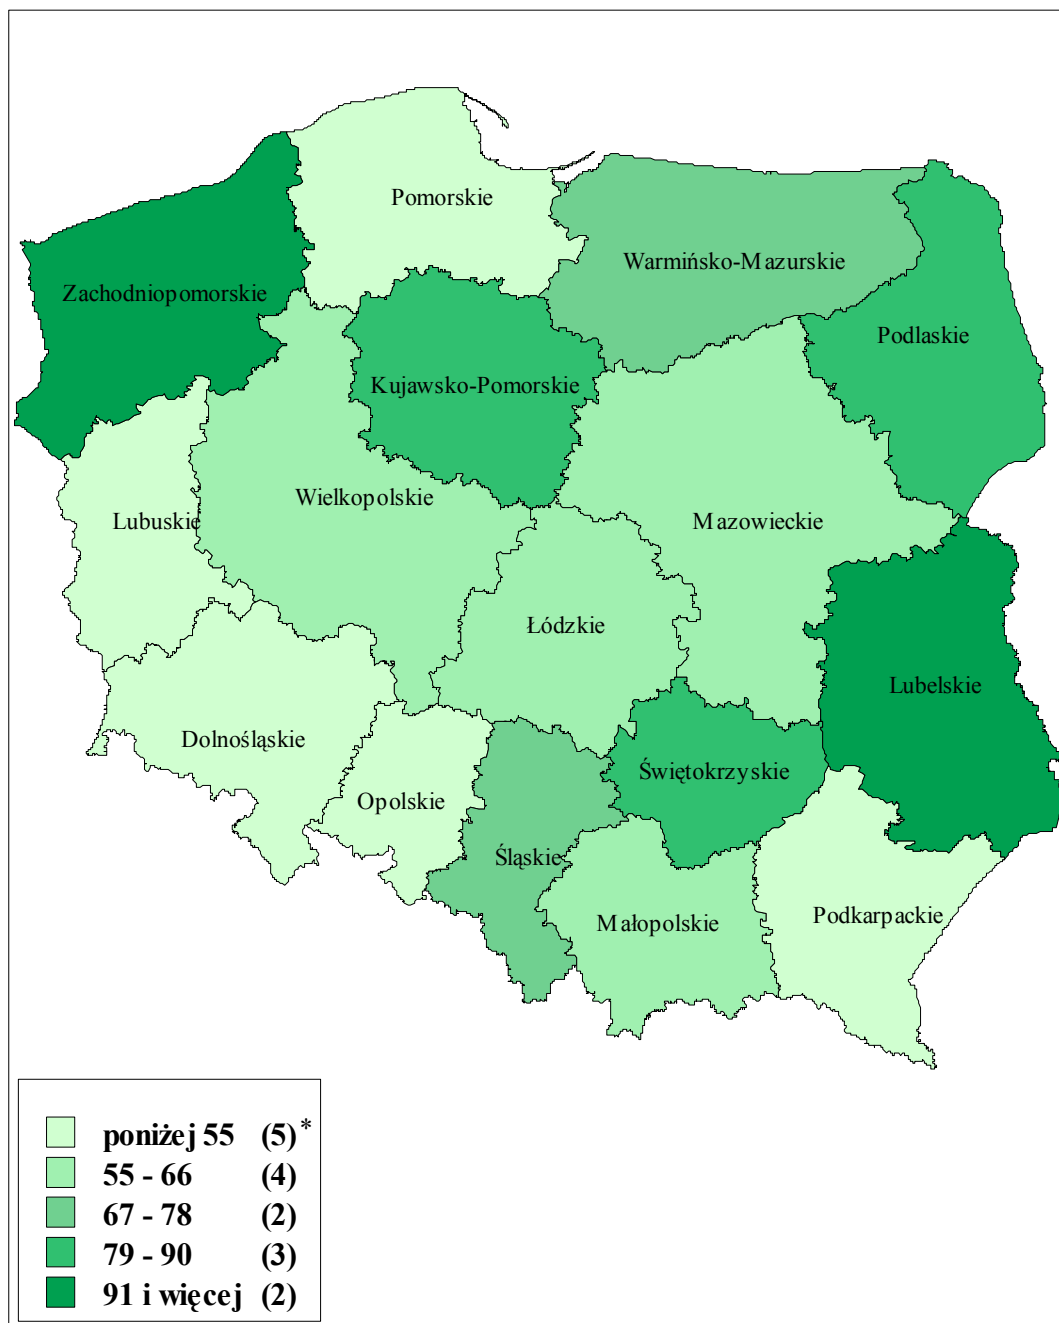 Pomorskie
Warmińsko-Mazurskie
Zachodniopomorskie
Podlaskie
Kujawsko-Pomorskie
Wielkopolskie
Lubuskie
Mazowieckie
Łódzkie
Lubelskie
Dolnośląskie
Świętokrzyskie
Opolskie
Śląskie
Podkarpackie
Małopolskie
poniżej 55 (5)*
55 - 66 (4)
67 - 78 (2)
79 - 90 (3)
91 i więcej (2)